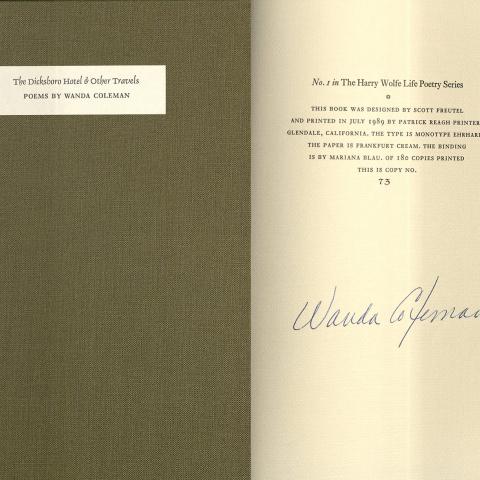 The Dicksboro Hotel & Other Travels
POEMS BY WANDA COLEMAN
No. 1 in The Harry Wolfe Life Poetry Series
THIS BOOK WAS DESIGNED BY SCOTT FREUTEL
AND PRINTED IN JULY 1989 BY PATRICK REAGH PRINTER
GLENDALE, CALIFORNIA. THE TYPE IS MONOTYPE EHRHAR
THE PAPER IS FRANKFURT CREAM. THE BINDING
IS BY MARIANA BLAU. OF 180 COPIES PRINTED
THIS IS COPY NO.
73
Wanda Coleman